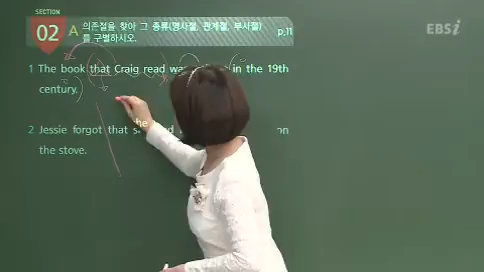 SECTION
02
A 의존절을 찾아 그 종류(명사절, 관계절, 부사절)
를 구별하시오.
p.11
EBSi
1 The book that Craig read in the 19th
century.
the
2 Jessie forgot that on
the stove.